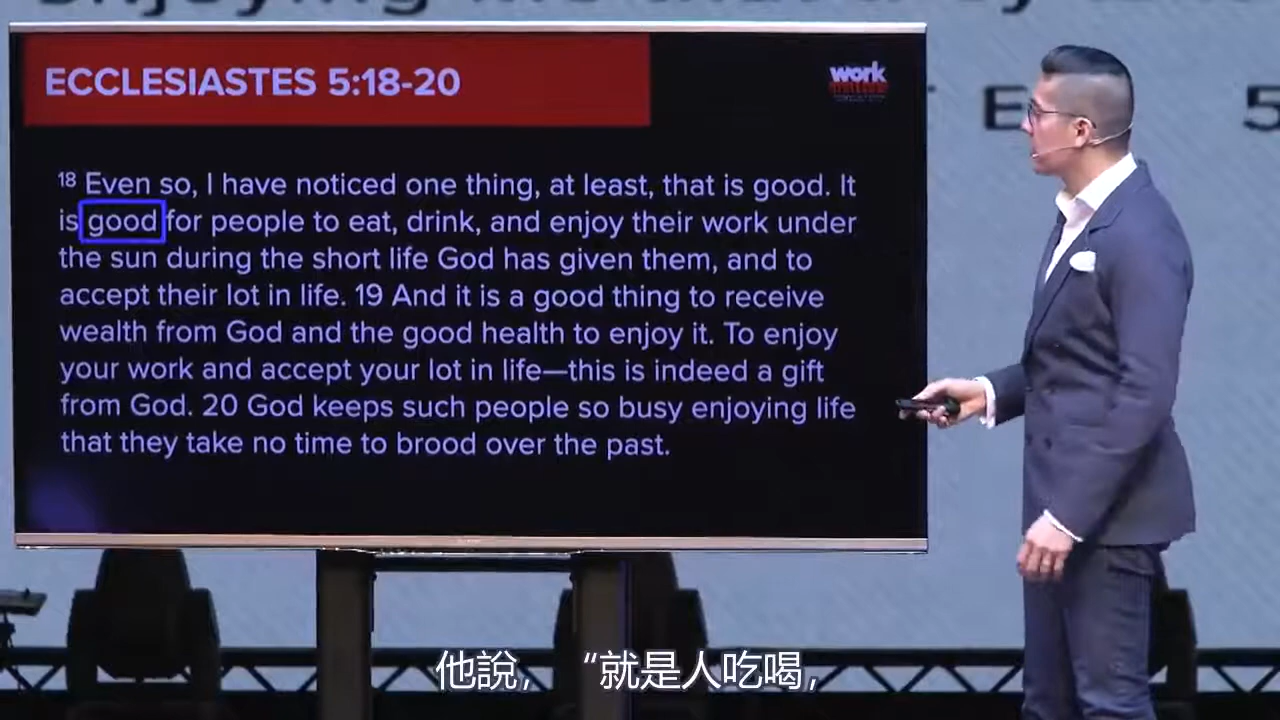 ECCLESIASTES 5:18-20
work
18 Even so, I have noticed one thing, at least, that is good. It
is good for people to eat, drink, and enjoy their work under
the sun during the short life God has given them, and to
accept their lot in life. 19 And it is a good thing to receive
wealth from God and the good health to enjoy it. To enjoy
your work and accept your lot in life—this is indeed a gift
from God. 20 God keeps such people so busy enjoying life
that they take no time to brood over the past.
他說，“就是人吃喝，